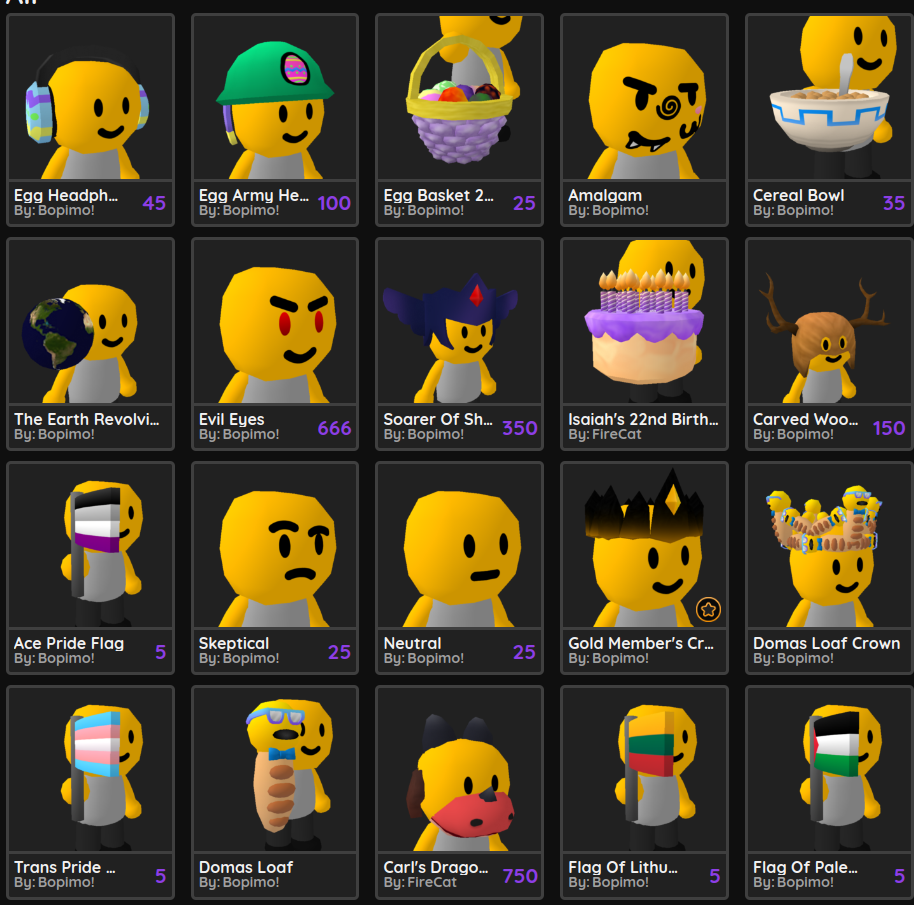 Egg Headph... 45
By: Bopimo!
Egg Army He... 100
By: Bopimo!
Egg Basket 2... 25
By: Bopimo!
Amalgam
By: Bopimo!
Cereal Bowl 35
By: Bopimo!
The Earth Revolvi...
By: Bopimo!
Evil Eyes 666
By: Bopimo!
Soarer Of Sh... 350
By: Bopimo!
Isaiah's 22nd Birth...
By: FireCat
Carved Woo... 150
By: Bopimo!
Ace Pride Flag 5
By: Bopimo!
Skeptical 25
By: Bopimo!
Neutral 25
By: Bopimo!
Gold Member's Cr...
By: Bopimo!
Domas Loaf Crown
By: Bopimo!
Trans Pride ... 5
By: Bopimo!
Domas Loaf
By: Bopimo!
Carl's Drago... 750
By: FireCat
Flag Of Lithu... 5
By: Bopimo!
Flag Of Pale... 5
By: Bopimo!